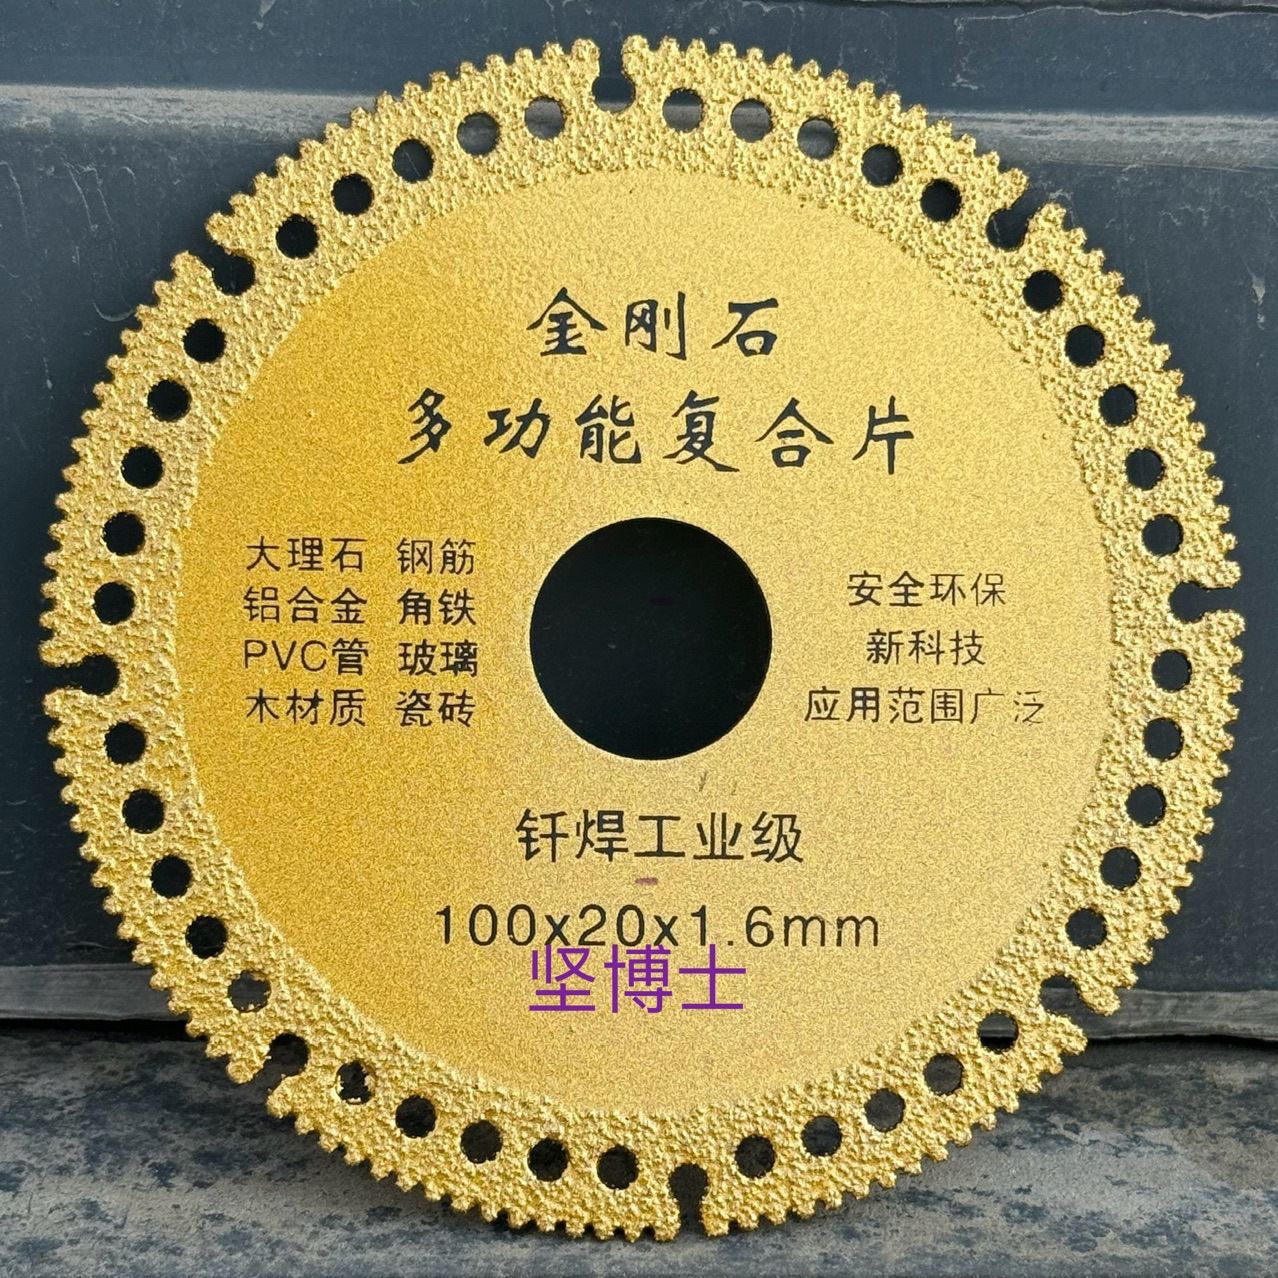 金刚石
多功能复合片
大理石 钢筋
铝合金 角铁
PVC管 玻璃
木材质 瓷砖
安全环保
新科技
应用范围广泛
钎焊工业级
100x20x1.6mm
坚博士